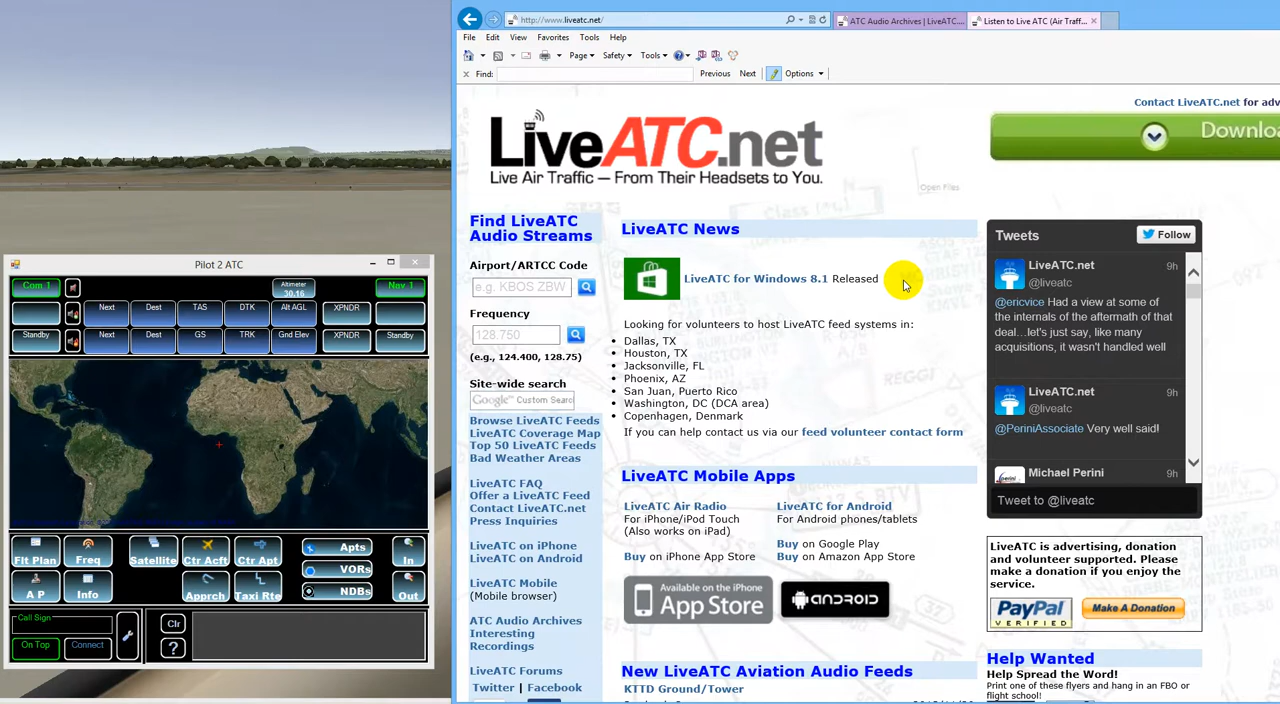 http://www.liveatc.net/
ATC Audio Archives | LiveATC....
Listen to Live ATC (Air Traff...
File Edit View Favorites Tools Help
Page Safety Tools
Find: Previous Next Options
Contact LiveATC.net for adv
Downloa
LiveATC.net
Live Air Traffic — From Their Headsets to You.
Open Files
Find LiveATC
Audio Streams
Airport/ARTCC Code
e.g. KBOS ZBW
Frequency
128.750
(e.g., 124.400, 128.75)
Site-wide search
Google™ Custom Searc
Browse LiveATC Feeds
LiveATC Coverage Map
Top 50 LiveATC Feeds
Bad Weather Areas
LiveATC FAQ
Offer a LiveATC Feed
Contact LiveATC.net
Press Inquiries
LiveATC on iPhone
LiveATC on Android
LiveATC Mobile
(Mobile browser)
ATC Audio Archives
Interesting
Recordings
LiveATC Forums
Twitter | Facebook
LiveATC News
LiveATC for Windows 8.1 Released
Looking for volunteers to host LiveATC feed systems in:
• Dallas, TX
• Houston, TX
• Jacksonville, FL
• Phoenix, AZ
• San Juan, Puerto Rico
• Washington, DC (DCA area)
• Copenhagen, Denmark
If you can help contact us via our feed volunteer contact form
LiveATC Mobile Apps
LiveATC Air Radio
For iPhone/iPod Touch
(Also works on iPad)
Buy on iPhone App Store
Available on the iPhone
App Store
LiveATC for Android
For Android phones/tablets
Buy on Google Play
Buy on Amazon App Store
ANDROID
New LiveATC Aviation Audio Feeds
KTTD Ground/Tower
Tweets
Follow
LiveATC.net 9h
@liveatc
@ericvice Had a view at some of
the internals of the aftermath of that
deal...let's just say, like many
acquisitions, it wasn't handled well
LiveATC.net 9h
@liveatc
@PeriniAssociate Very well said!
Michael Perini 9h
Tweet to @liveatc
LiveATC is advertising, donation
and volunteer supported. Please
make a donation if you enjoy the
service.
PayPal
VERIFIED
Make A Donation
Help Wanted
Help Spread the Word!
Print one of these flyers and hang in an FBO or
flight school!
Pilot 2 ATC
Com 1
Altimeter
30.16
Nav 1
Next Dest TAS DTK Alt AGL XPNDR
Standby Next Dest GS TRK Gnd Elev XPNDR Standby
Flt Plan Freq Satellite Ctr Acft Ctr Apt Apts In
VORs
A P Info Apprch Taxi Rte NDBs Out
Call Sign
On Top Connect
Clr
?